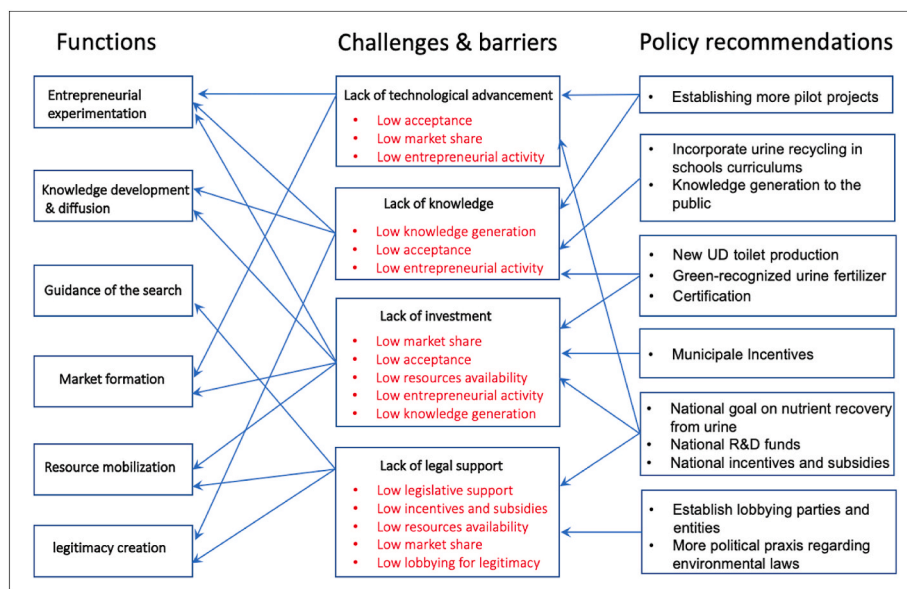 Functions
Challenges & barriers
Policy recommendations
Entrepreneurial
experimentation
Knowledge development
& diffusion
Guidance of the search
Market formation
Resource mobilization
legitimacy creation
Lack of technological advancement
• Low acceptance
• Low market share
• Low entrepreneurial activity
Lack of knowledge
• Low knowledge generation
• Low acceptance
• Low entrepreneurial activity
Lack of investment
• Low market share
• Low acceptance
• Low resources availability
• Low entrepreneurial activity
• Low knowledge generation
Lack of legal support
• Low legislative support
• Low incentives and subsidies
• Low resources availability
• Low market share
• Low lobbying for legitimacy
• Establishing more pilot projects
• Incorporate urine recycling in
schools curriculums
• Knowledge generation to the
public
• New UD toilet production
• Green-recognized urine fertilizer
• Certification
• Municipale Incentives
• National goal on nutrient recovery
from urine
• National R&D funds
• National incentives and subsidies
• Establish lobbying parties and
entities
• More political praxis regarding
environmental laws